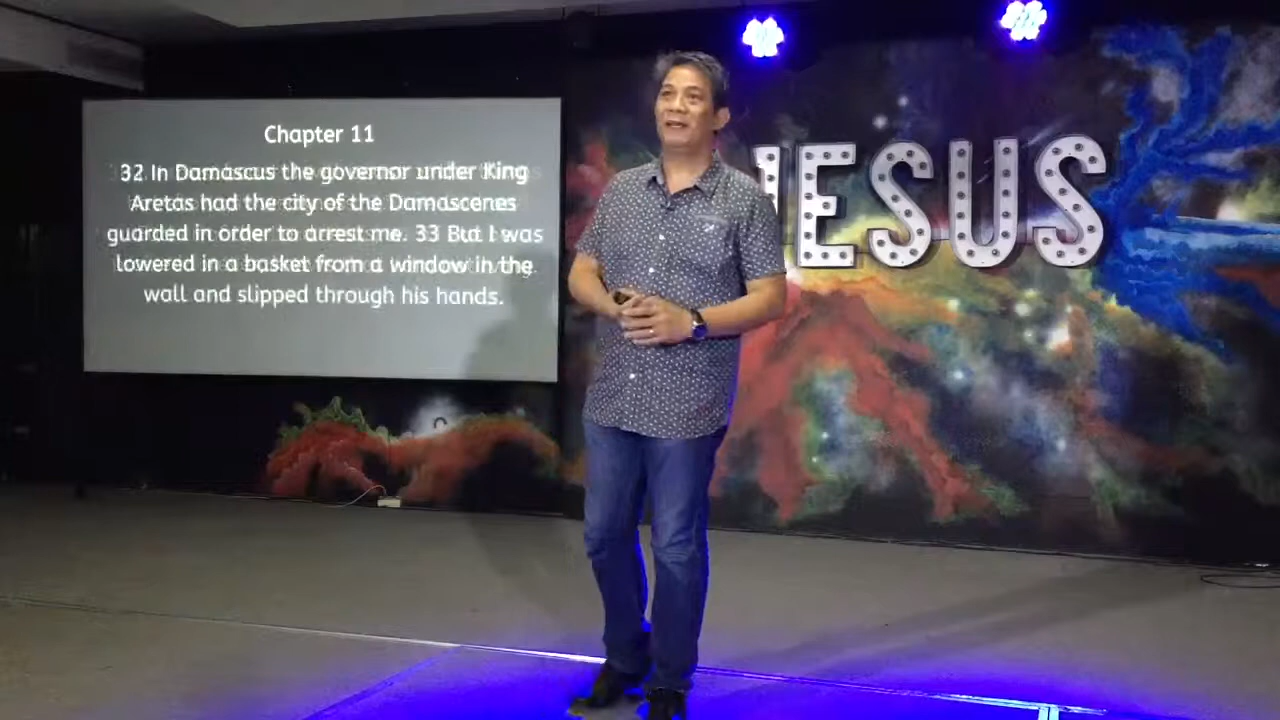 Chapter 11
32 In Damascus the governor under King
Aretas had the city of the Damascenes
guarded in order to arrest me. 33 But I was
lowered in a basket from a window in the
wall and slipped through his hands.
JESUS